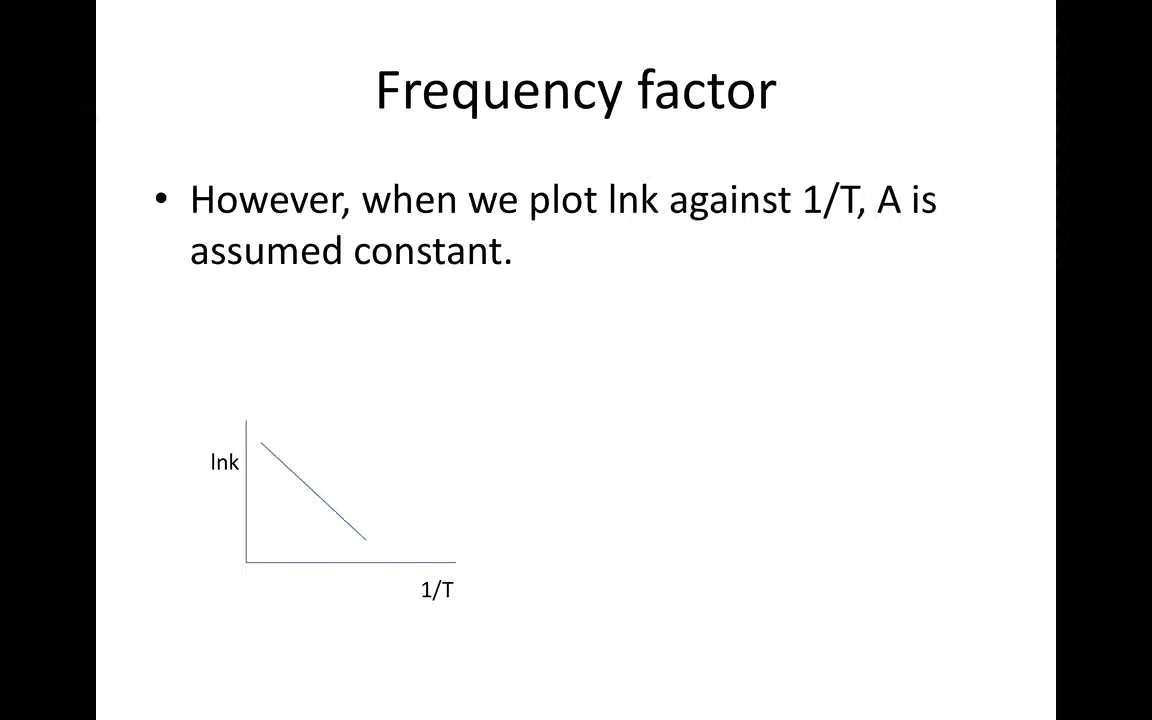 Frequency factor
• However, when we plot lnk against 1/T, A is
assumed constant.
lnk
1/T